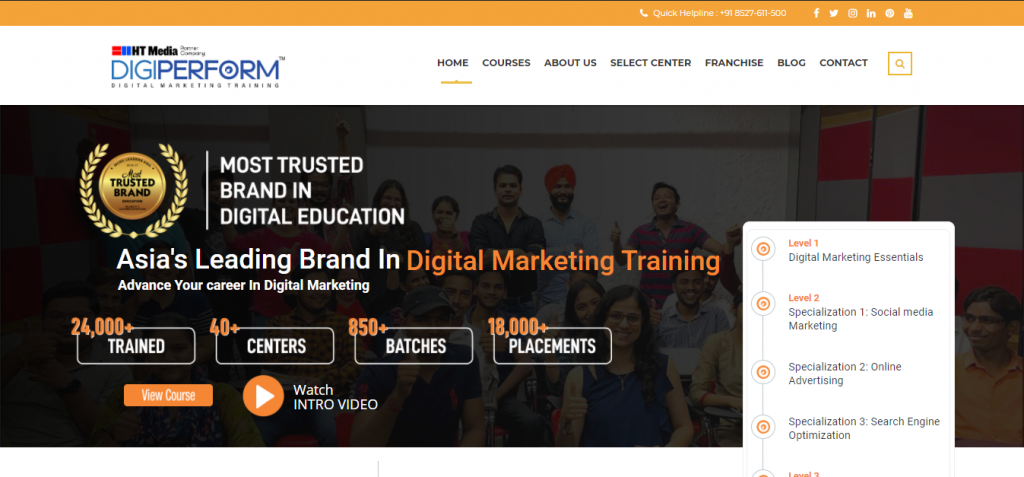 Quick Helpline : +91 8527-611-500
HT Media Partner Company
DIGIPERFORM™
DIGITAL MARKETING TRAINING
HOME COURSES ABOUT US SELECT CENTER FRANCHISE BLOG CONTACT
Most
TRUSTED
BRAND
EDUCATION
MOST TRUSTED
BRAND IN
DIGITAL EDUCATION
Asia's Leading Brand In Digital Marketing Training
Advance Your career In Digital Marketing
24,000+
TRAINED
40+
CENTERS
850+
BATCHES
18,000+
PLACEMENTS
View Course
Watch
INTRO VIDEO
Level 1
Digital Marketing Essentials
Level 2
Specialization 1: Social media
Marketing
Specialization 2: Online
Advertising
Specialization 3: Search Engine
Optimization
Level 3